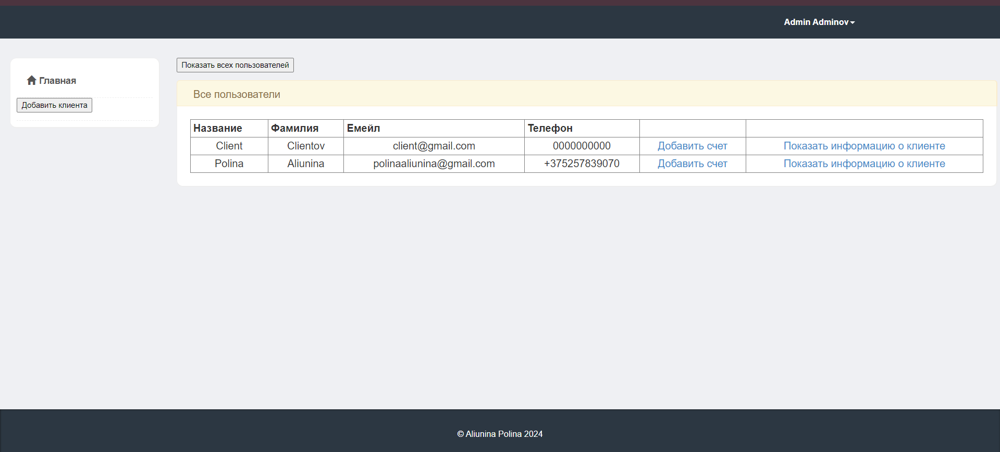 Admin Adminov
Показать всех пользователей
Главная
Добавить клиента
Все пользователи
Название Фамилия Емейл Телефон
Client Clientov client@gmail.com 0000000000 Добавить счет Показать информацию о клиенте
Polina Aliunina polinaaliunina@gmail.com +375257839070 Добавить счет Показать информацию о клиенте
© Aliunina Polina 2024